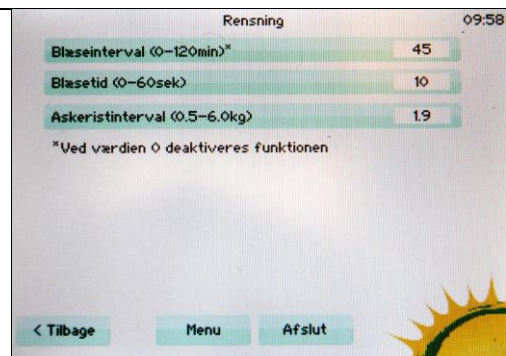 Rensning 09:58
Blæseinterval (0-120min)* 45
Blæsetid (0-60sek) 10
Askeristinterval (0.5-6.0kg) 1.9
*Ved værdien 0 deaktiveres funktionen
< Tilbage Menu Afslut